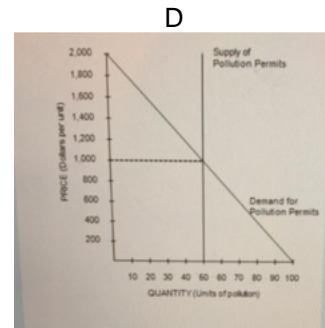 D
Supply of
Pollution Permits
2,000
1,800
1,600
1,400
1,200
1,000
800
600
400
200
PRICE (Dollars per unit)
Demand for
Pollution Permits
10 20 30 40 50 60 70 80 90 100
QUANTITY (Units of pollution)